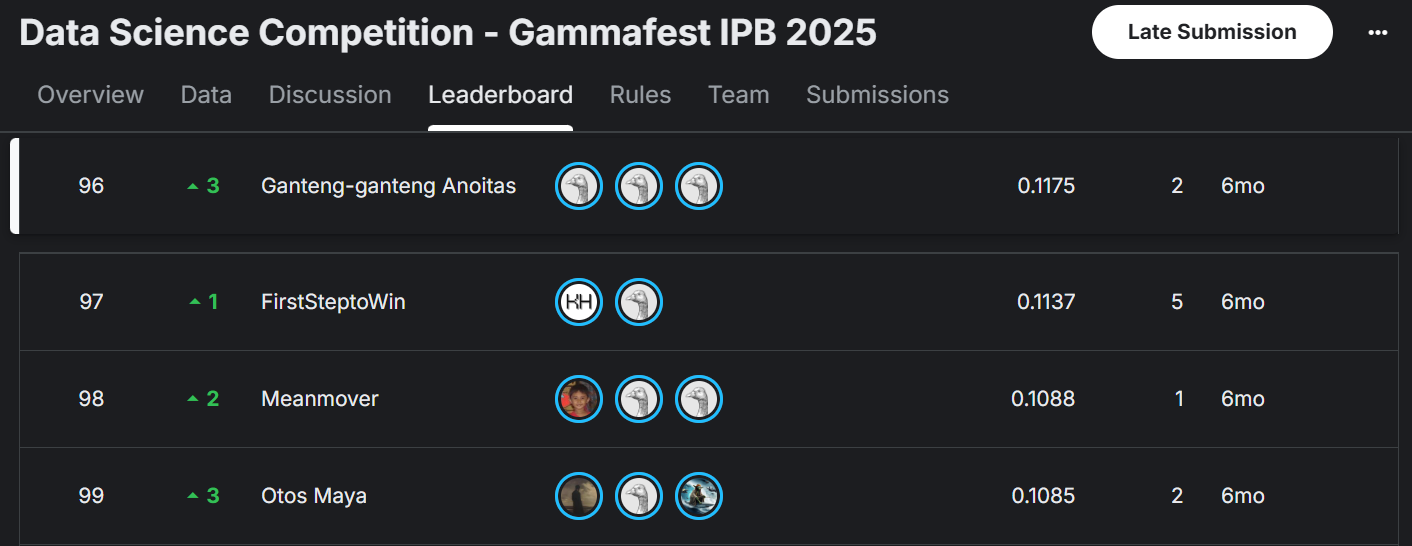 Data Science Competition - Gammafest IPB 2025
Late Submission
Overview Data Discussion Leaderboard Rules Team Submissions
96 3 Ganteng-ganteng Anoitas 0.1175 2 6mo
97 1 FirstSteptoWin KH 0.1137 5 6mo
98 2 Meanmover 0.1088 1 6mo
99 3 Otos Maya 0.1085 2 6mo